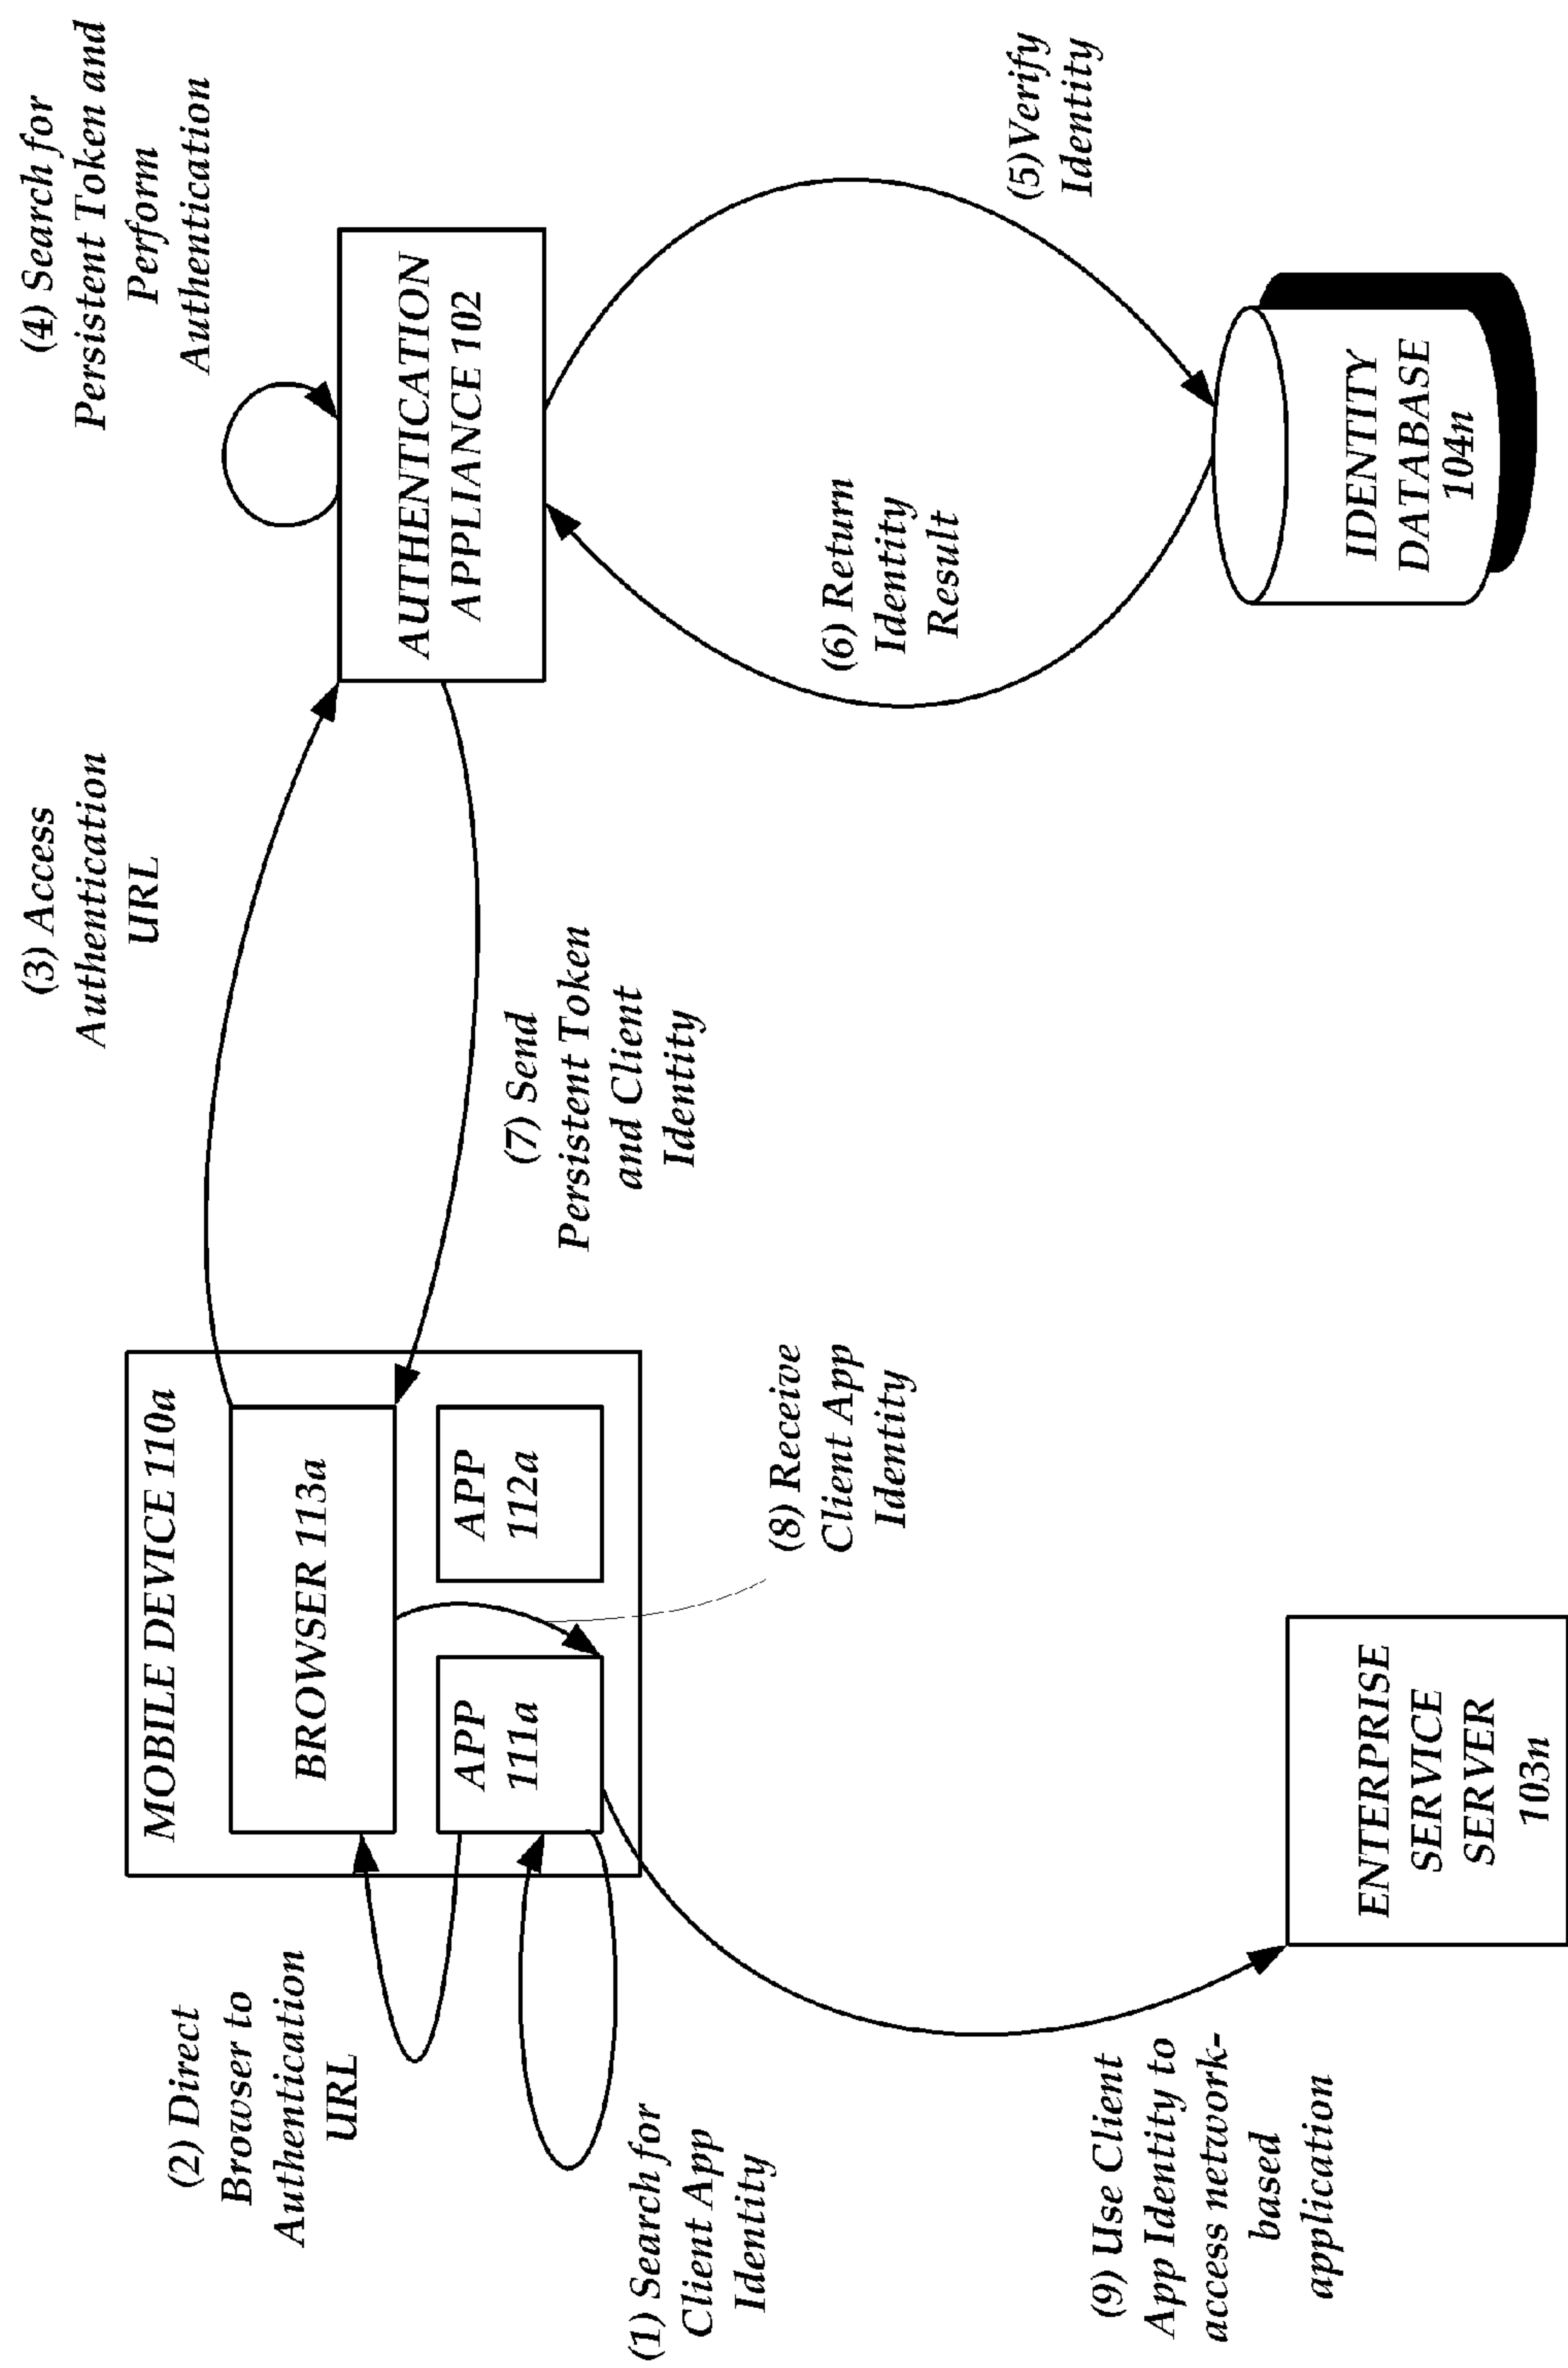 (2) Direct
Browser to
Authentication
URL
(1) Search for
Client App
Identity
MOBILE DEVICE 110a
BROWSER 113a
APP
111a
APP
112a
(3) Access
Authentication
URL
(7) Send
Persistent Token
and Client
Identity
(8) Receive
Client App
Identity
(4) Search for
Persistent Token and
Perform
Authentication
AUTHENTICATION
APPLIANCE 102
(6) Return
Identity
Result
(5)Verify
Identity
IDENTITY
DATABASE
104n
(9) Use Client
App Identity to
access network-
based
application
ENTERPRISE
SERVICE
SERVER
103n